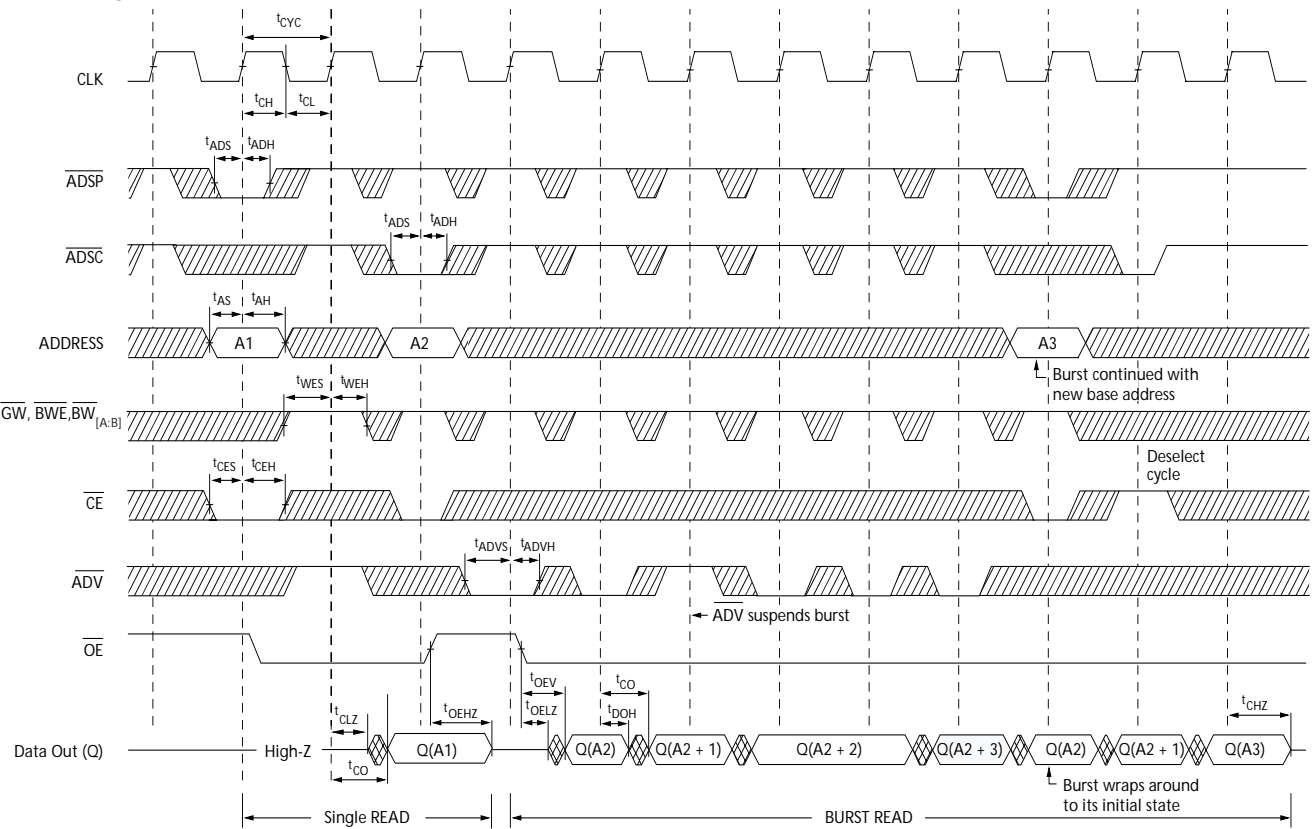 tCYC
CLK
tCH
tCL
tADS
tADH
ADSP
tADS
tADH
ADSC
tAS
tAH
ADDRESS
A1
A2
A3
Burst continued with
new base address
tWES
tWEH
GW, BWE,BW[A:B]
Deselect
cycle
tCES
tCEH
CE
tADVS
tADVH
ADV
ADV suspends burst
OE
tOEV
tCO
tCLZ
tOEHZ
tOELZ
tDOH
tCHZ
Data Out (Q)
High-Z
Q(A1)
Q(A2)
Q(A2 + 1)
Q(A2 + 2)
Q(A2 + 3)
Q(A2)
Q(A2 + 1)
Q(A3)
tCO
Burst wraps around
to its initial state
Single READ
BURST READ